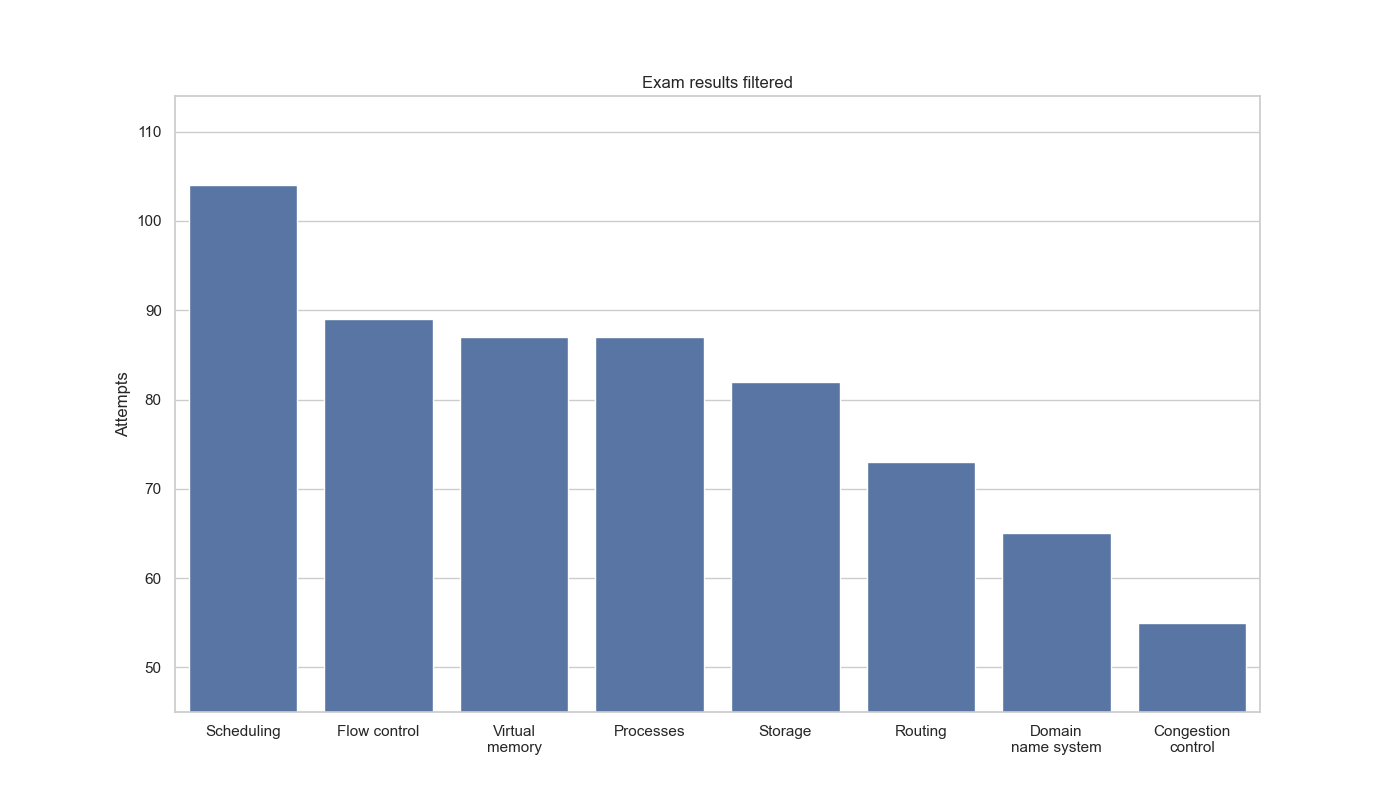 Exam results filtered
110
100
90
80
70
60
50
Attempts
Scheduling
Flow control
Virtual
memory
Processes
Storage
Routing
Domain
name system
Congestion
control